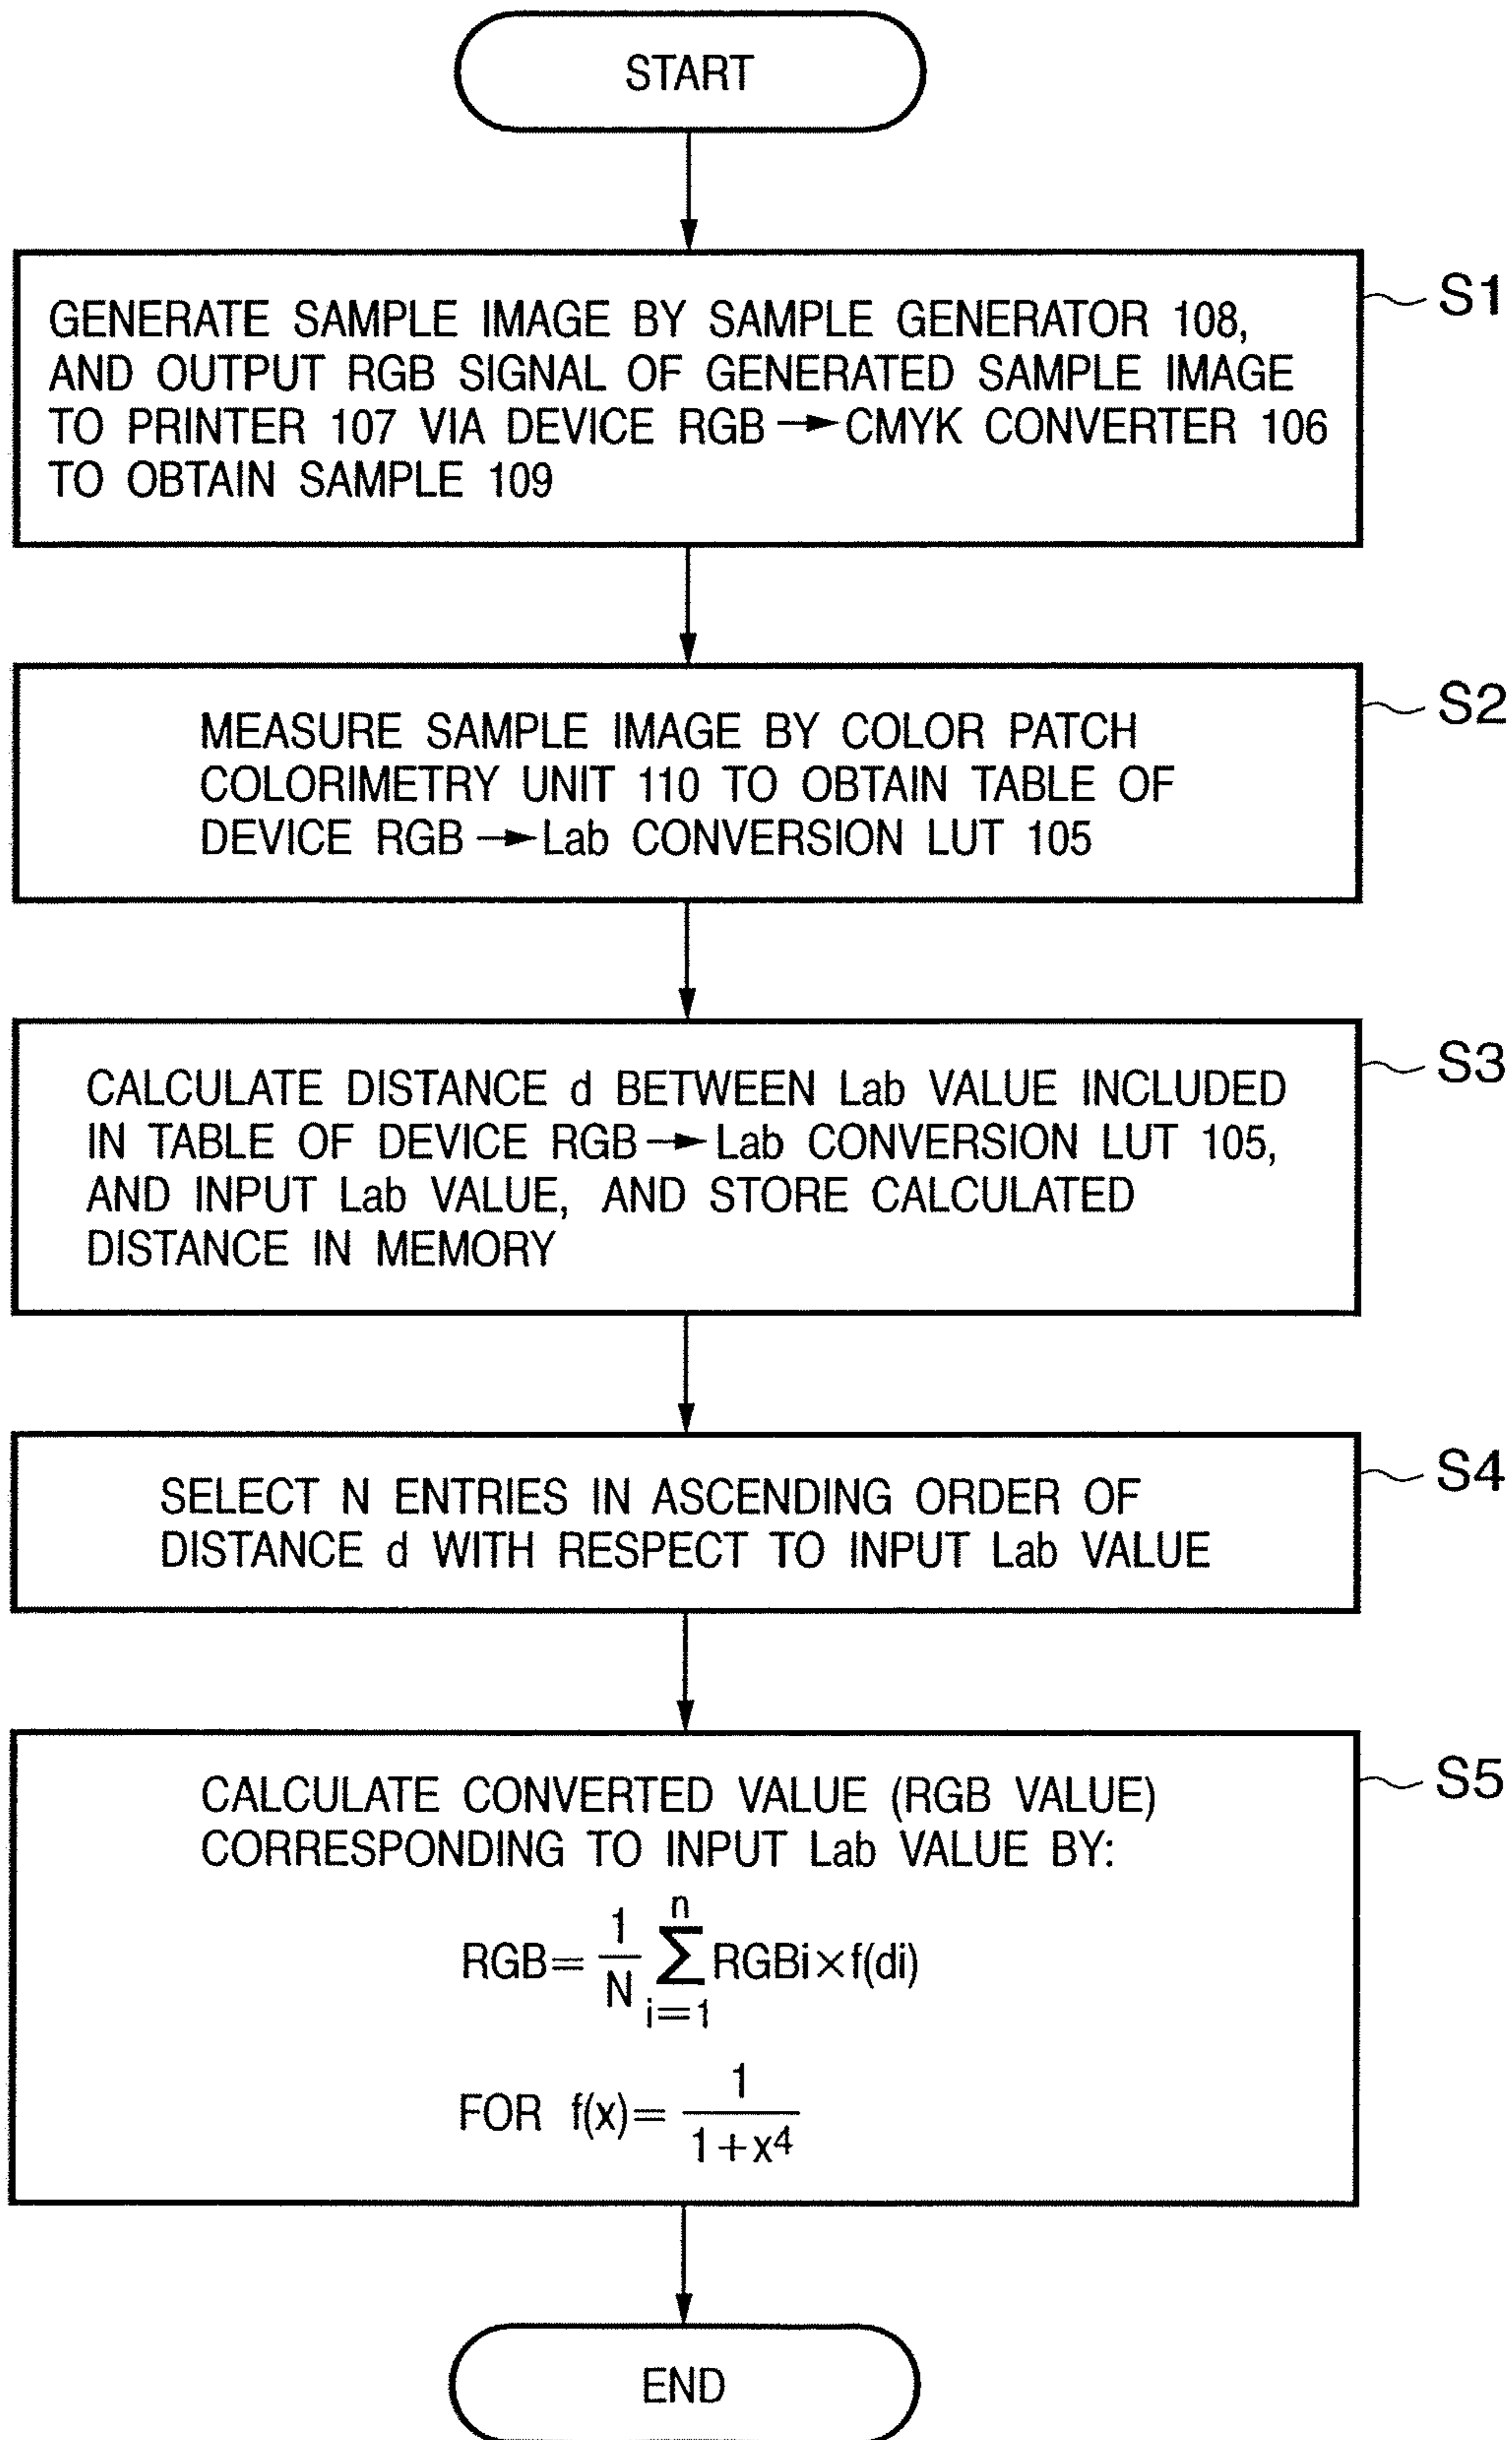 START
GENERATE SAMPLE IMAGE BY SAMPLE GENERATOR 108,
AND OUTPUT RGB SIGNAL OF GENERATED SAMPLE IMAGE
TO PRINTER 107 VIA DEVICE RGB → CMYK CONVERTER 106
TO OBTAIN SAMPLE 109
S1
MEASURE SAMPLE IMAGE BY COLOR PATCH
COLORIMETRY UNIT 110 TO OBTAIN TABLE OF
DEVICE RGB → Lab CONVERSION LUT 105
S2
CALCULATE DISTANCE d BETWEEN Lab VALUE INCLUDED
IN TABLE OF DEVICE RGB → Lab CONVERSION LUT 105,
AND INPUT Lab VALUE, AND STORE CALCULATED
DISTANCE IN MEMORY
S3
SELECT N ENTRIES IN ASCENDING ORDER OF
DISTANCE d WITH RESPECT TO INPUT Lab VALUE
S4
CALCULATE CONVERTED VALUE (RGB VALUE)
CORRESPONDING TO INPUT Lab VALUE BY:
RGB = 1/N Σ_{i=1}^{n} RGBi × f(di)
FOR f(x) = 1/(1+x⁴)
S5
END